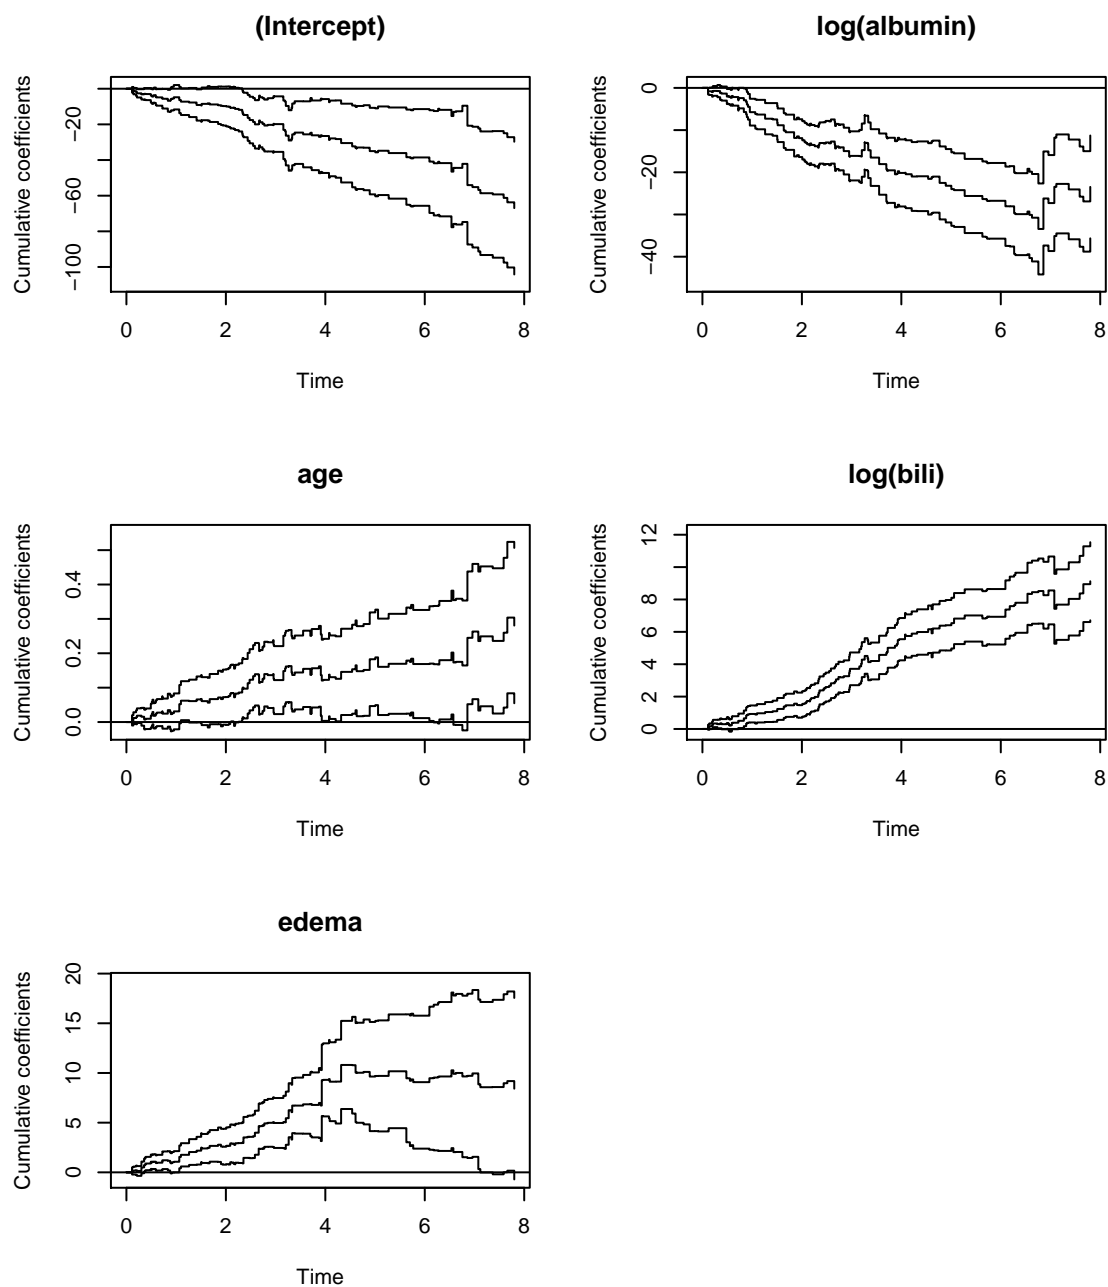 (Intercept)
Cumulative coefficients
−20
−60
−100
0 2 4 6 8
Time
log(albumin)
Cumulative coefficients
0
−20
−40
0 2 4 6 8
Time
age
Cumulative coefficients
0.4
0.2
0.0
0 2 4 6 8
Time
log(bili)
Cumulative coefficients
12
8
6
4
2
0
0 2 4 6 8
Time
edema
Cumulative coefficients
20
15
10
5
0
0 2 4 6 8
Time